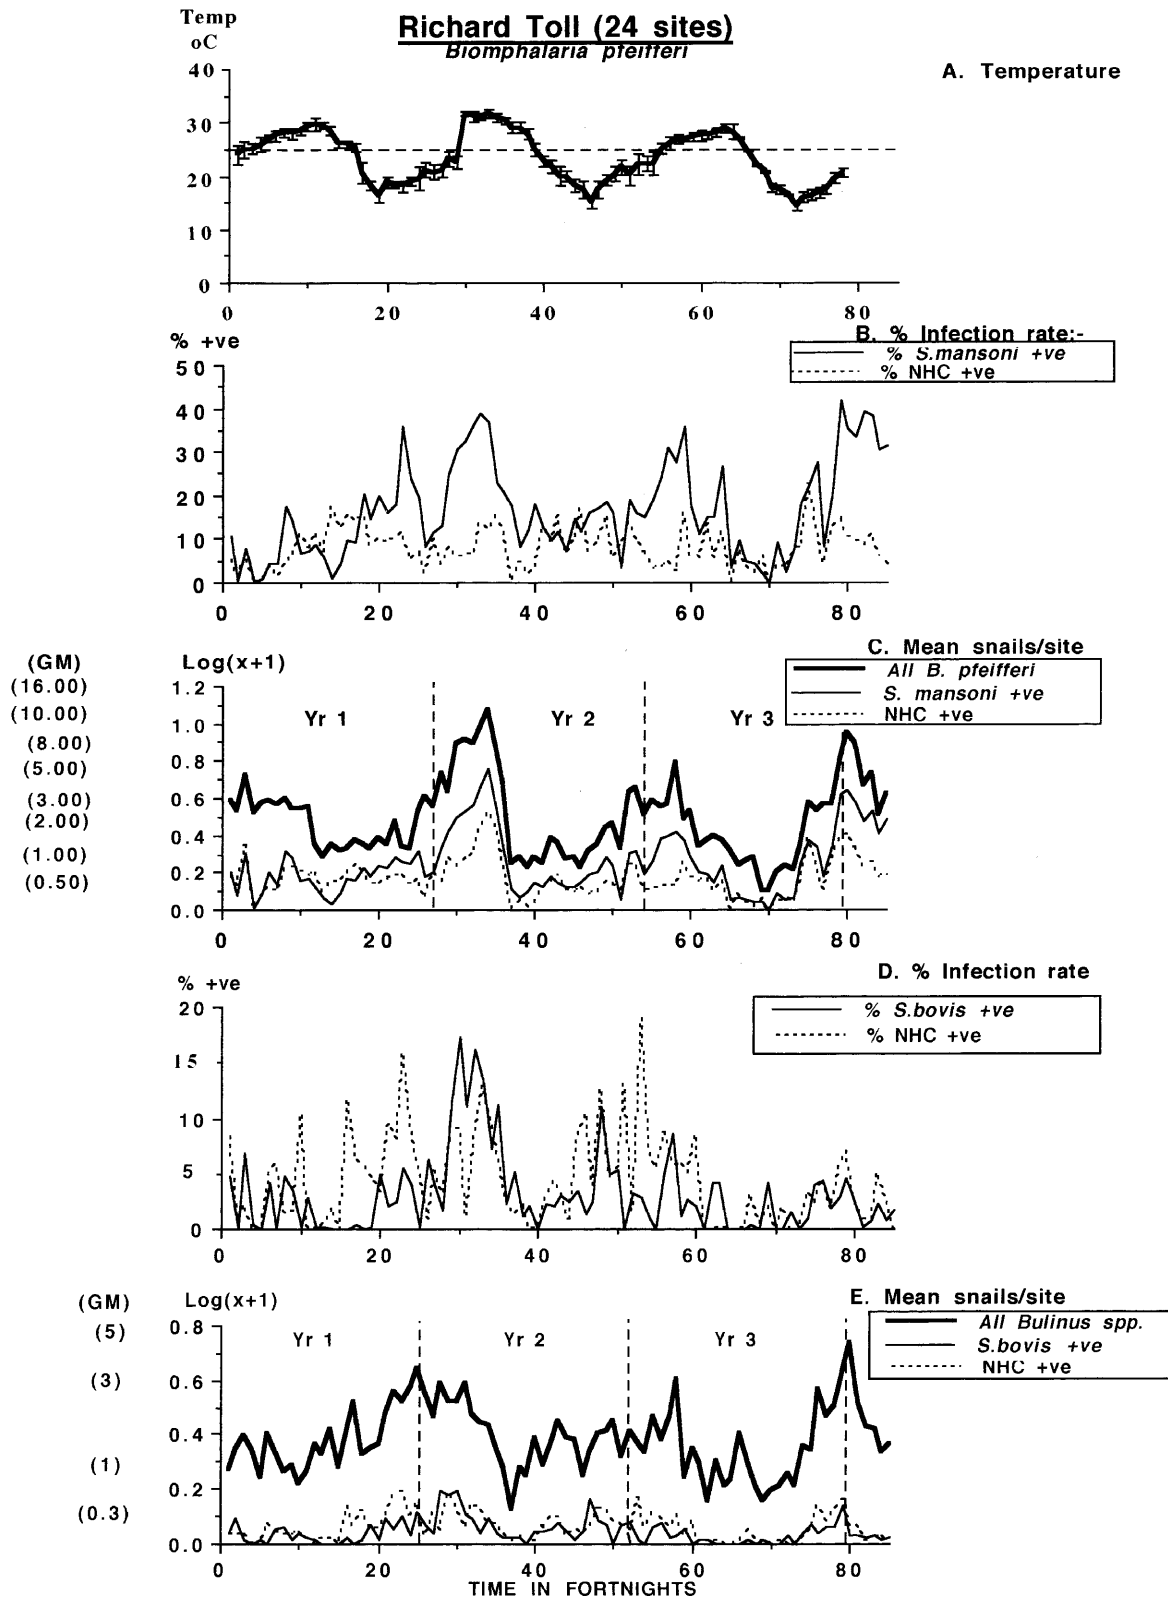 Richard Toll (24 sites)
Biomphalaria pfeifferi
Temp
oC
A. Temperature
40
30
20
10
0
0 20 40 60 80
B. % Infection rate:-
% +ve
% S.mansoni +ve
% NHC +ve
50
40
30
20
10
0
0 20 40 60 80
C. Mean snails/site
(GM) Log(x+1)
All B. pfeifferi
S. mansoni +ve
NHC +ve
(16.00) 1.2
(10.00) 1.0
Yr 1 Yr 2 Yr 3
(8.00) 0.8
(5.00)
(3.00) 0.6
(2.00) 0.4
(1.00) 0.2
(0.50)
0.0
0 20 40 60 80
D. % Infection rate
% +ve
% S.bovis +ve
% NHC +ve
20
15
10
5
0
0 20 40 60 80
E. Mean snails/site
(GM) Log(x+1)
All Bulinus spp.
S.bovis +ve
NHC +ve
(5) 0.8
Yr 1 Yr 2 Yr 3
(3) 0.6
0.4
(1)
0.2
(0.3)
0.0
0 20 40 60 80
TIME IN FORTNIGHTS